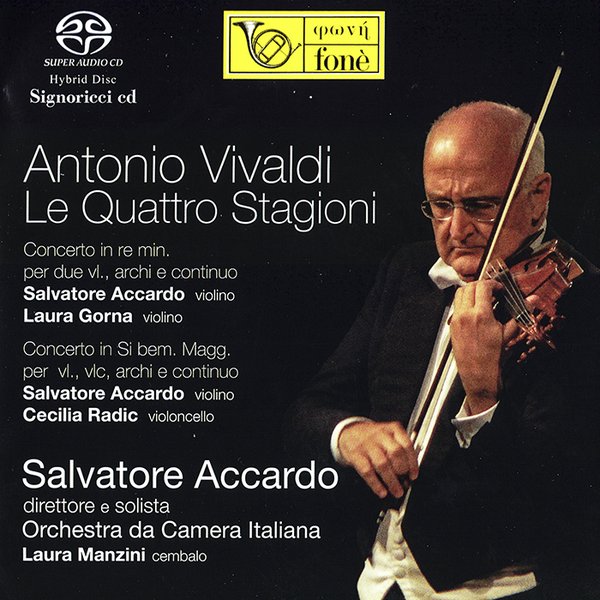 SUPER AUDIO CD
Hybrid Disc
Signoricci cd
φωνή
fonè
Antonio Vivaldi
Le Quattro Stagioni
Concerto in re min.
per due vl., archi e continuo
Salvatore Accardo violino
Laura Gorna violino
Concerto in Si bem. Magg.
per vl., vlc, archi e continuo
Salvatore Accardo violino
Cecilia Radic violoncello
Salvatore Accardo
direttore e solista
Orchestra da Camera Italiana
Laura Manzini cembalo